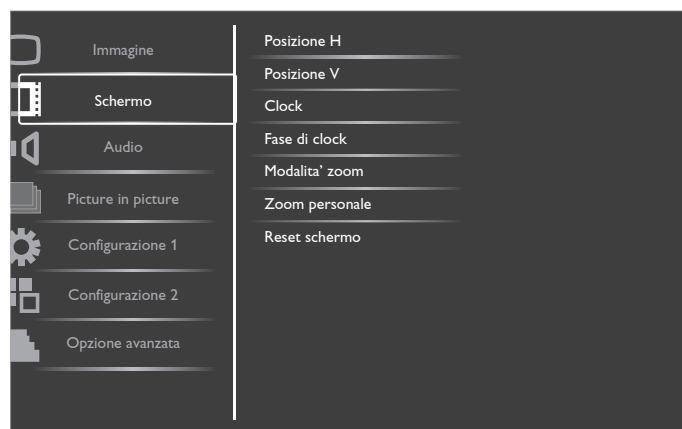 Immagine
Schermo
Audio
Picture in picture
Configurazione 1
Configurazione 2
Opzione avanzata
Posizione H
Posizione V
Clock
Fase di clock
Modalita' zoom
Zoom personale
Reset schermo